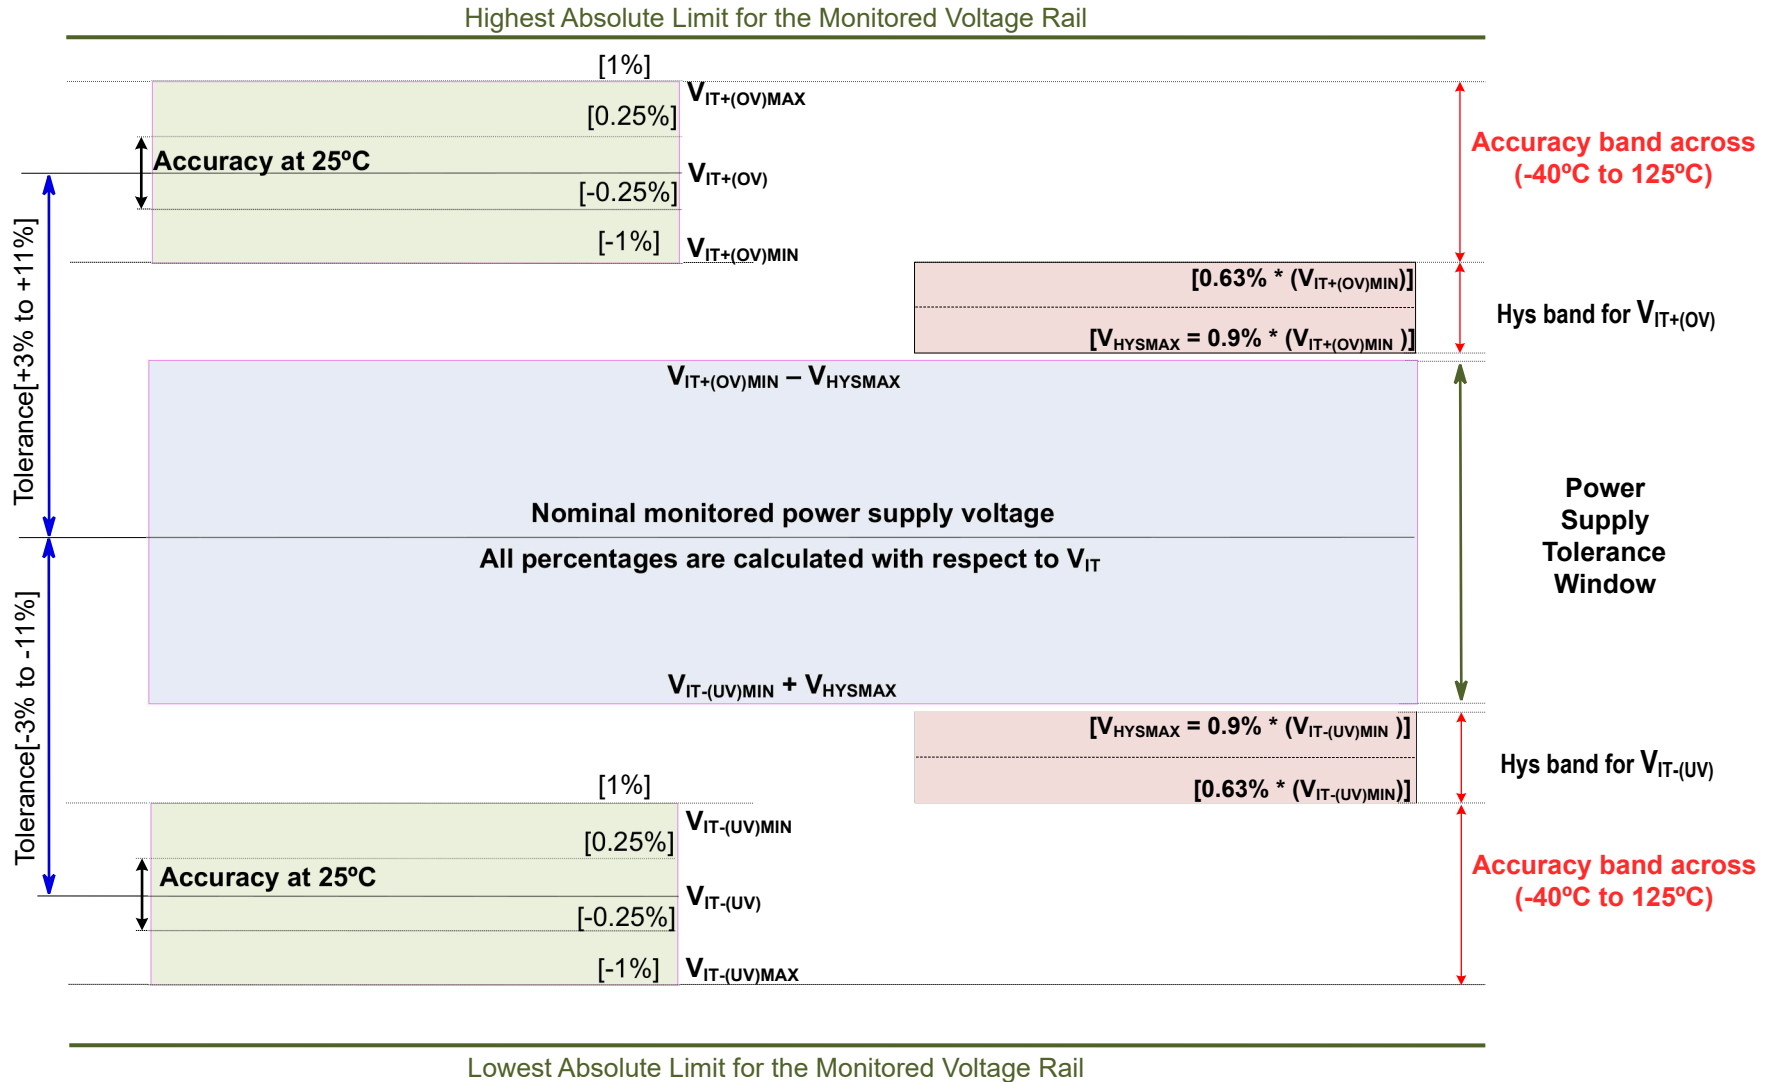 Highest Absolute Limit for the Monitored Voltage Rail
[1%]
VIT+(OV)MAX
[0.25%]
Accuracy at 25ºC
VIT+(OV)
[-0.25%]
[-1%]
VIT+(OV)MIN
Accuracy band across
(-40ºC to 125ºC)
Tolerance[+3% to +11%]
[0.63% * (VIT+(OV)MIN)]
[VHYSMAX = 0.9% * (VIT+(OV)MIN )]
Hys band for VIT+(OV)
VIT+(OV)MIN – VHYSMAX
Nominal monitored power supply voltage
All percentages are calculated with respect to VIT
Power
Supply
Tolerance
Window
VIT-(UV)MIN + VHYSMAX
Tolerance[-3% to -11%]
[VHYSMAX = 0.9% * (VIT-(UV)MIN )]
[0.63% * (VIT-(UV)MIN)]
Hys band for VIT-(UV)
[1%]
VIT-(UV)MIN
[0.25%]
Accuracy at 25ºC
VIT-(UV)
[-0.25%]
[-1%]
VIT-(UV)MAX
Accuracy band across
(-40ºC to 125ºC)
Lowest Absolute Limit for the Monitored Voltage Rail